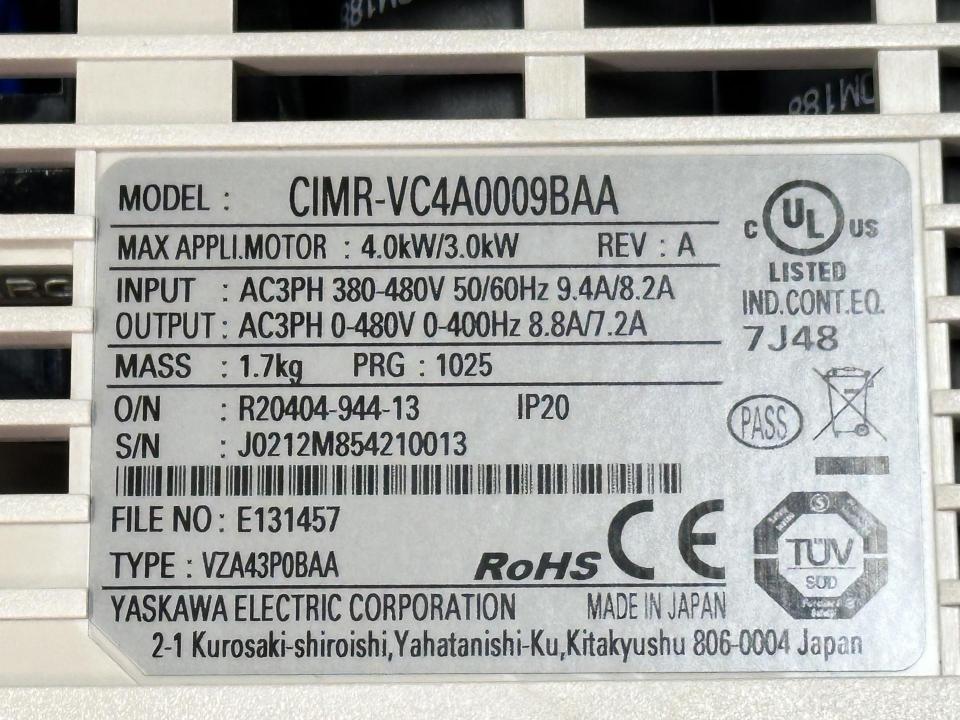 MODEL : CIMR-VC4A0009BAA
MAX APPLI.MOTOR : 4.0kW/3.0kW REV : A
INPUT : AC3PH 380-480V 50/60Hz 9.4A/8.2A
OUTPUT : AC3PH 0-480V 0-400Hz 8.8A/7.2A
MASS : 1.7kg PRG : 1025
O/N : R20404-944-13 IP20
S/N : J0212M854210013
FILE NO : E131457
TYPE : VZA43P0BAA
RoHS CE
YASKAWA ELECTRIC CORPORATION MADE IN JAPAN
2-1 Kurosaki-shiroishi,Yahatanishi-Ku,Kitakyushu 806-0004 Japan
C UL US
LISTED
IND.CONT.EQ.
7J48
PASS
TÜV
SÜD